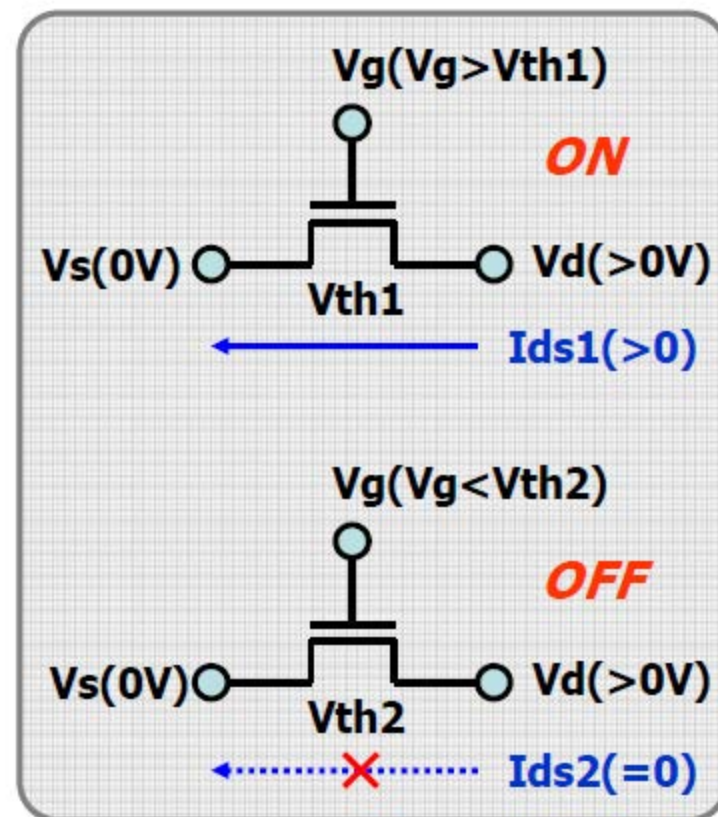 Vg(Vg>Vth1)
ON
Vs(0V)
Vd(>0V)
Vth1
Ids1(>0)
Vg(Vg<Vth2)
OFF
Vs(0V)
Vd(>0V)
Vth2
Ids2(=0)